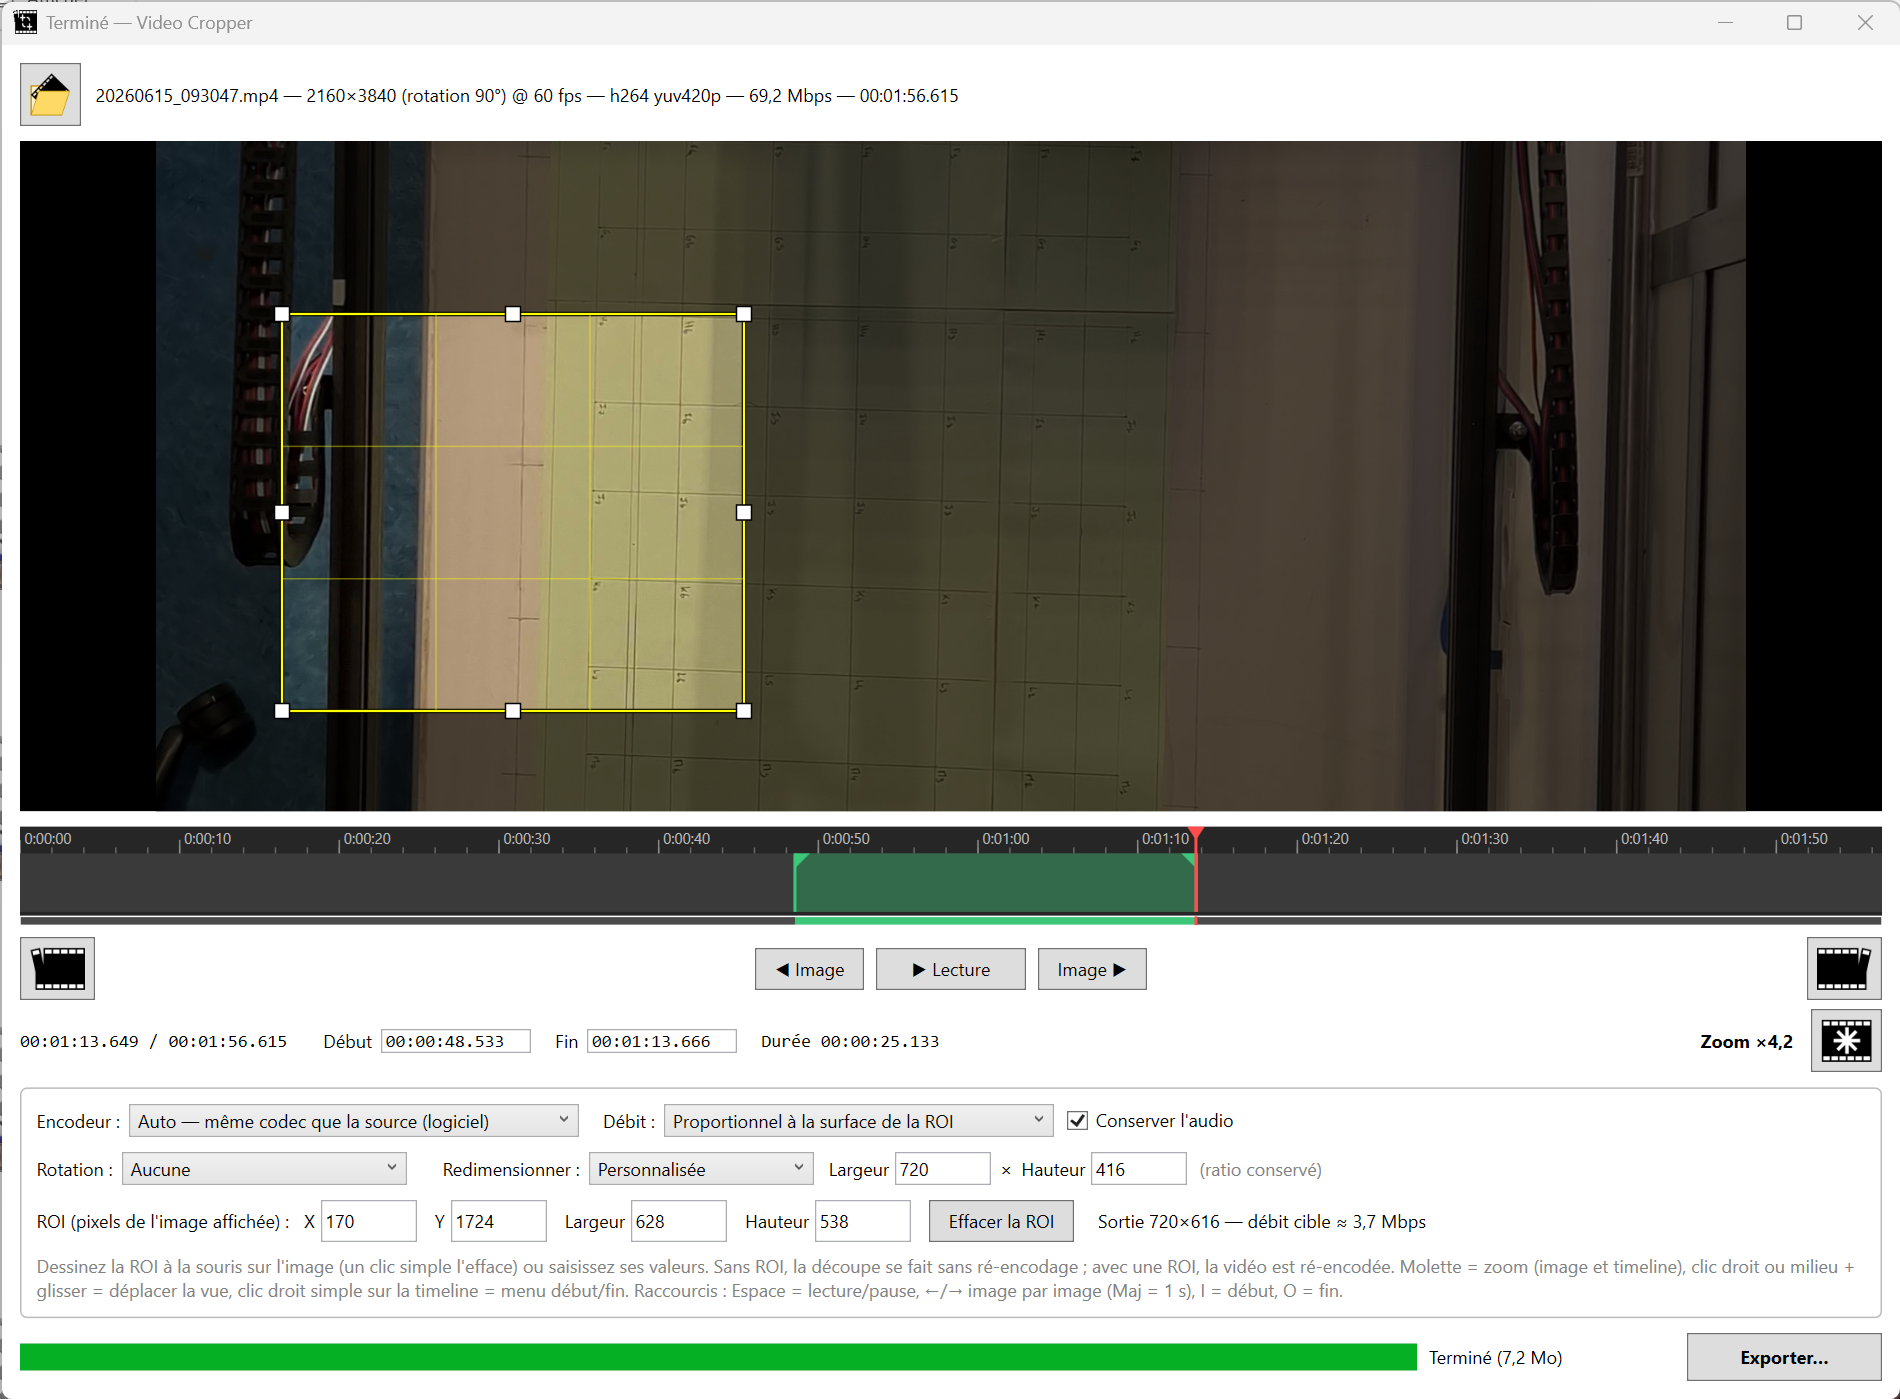 Terminé — Video Cropper
20260615_093047.mp4 — 2160×3840 (rotation 90°) @ 60 fps — h264 yuv420p — 69,2 Mbps — 00:01:56.615
0:00:00 0:00:10 0:00:20 0:00:30 0:00:40 0:00:50 0:01:00 0:01:10 0:01:20 0:01:30 0:01:40 0:01:50
◀ Image ▶ Lecture Image ▶
00:01:13.649 / 00:01:56.615 Début 00:00:48.533 Fin 00:01:13.666 Durée 00:00:25.133 Zoom ×4,2
Encodeur : Auto — même codec que la source (logiciel) Débit : Proportionnel à la surface de la ROI Conserver l'audio
Rotation : Aucune Redimensionner : Personnalisée Largeur 720 × Hauteur 416 (ratio conservé)
ROI (pixels de l'image affichée) : X 170 Y 1724 Largeur 628 Hauteur 538 Effacer la ROI Sortie 720×616 — débit cible ≈ 3,7 Mbps
Dessinez la ROI à la souris sur l'image (un clic simple l'efface) ou saisissez ses valeurs. Sans ROI, la découpe se fait sans ré-encodage ; avec une ROI, la vidéo est ré-encodée. Molette = zoom (image et timeline), clic droit ou milieu +
glisser = déplacer la vue, clic droit simple sur la timeline = menu début/fin. Raccourcis : Espace = lecture/pause, ←/→ image par image (Maj = 1 s), I = début, O = fin.
Terminé (7,2 Mo) Exporter...